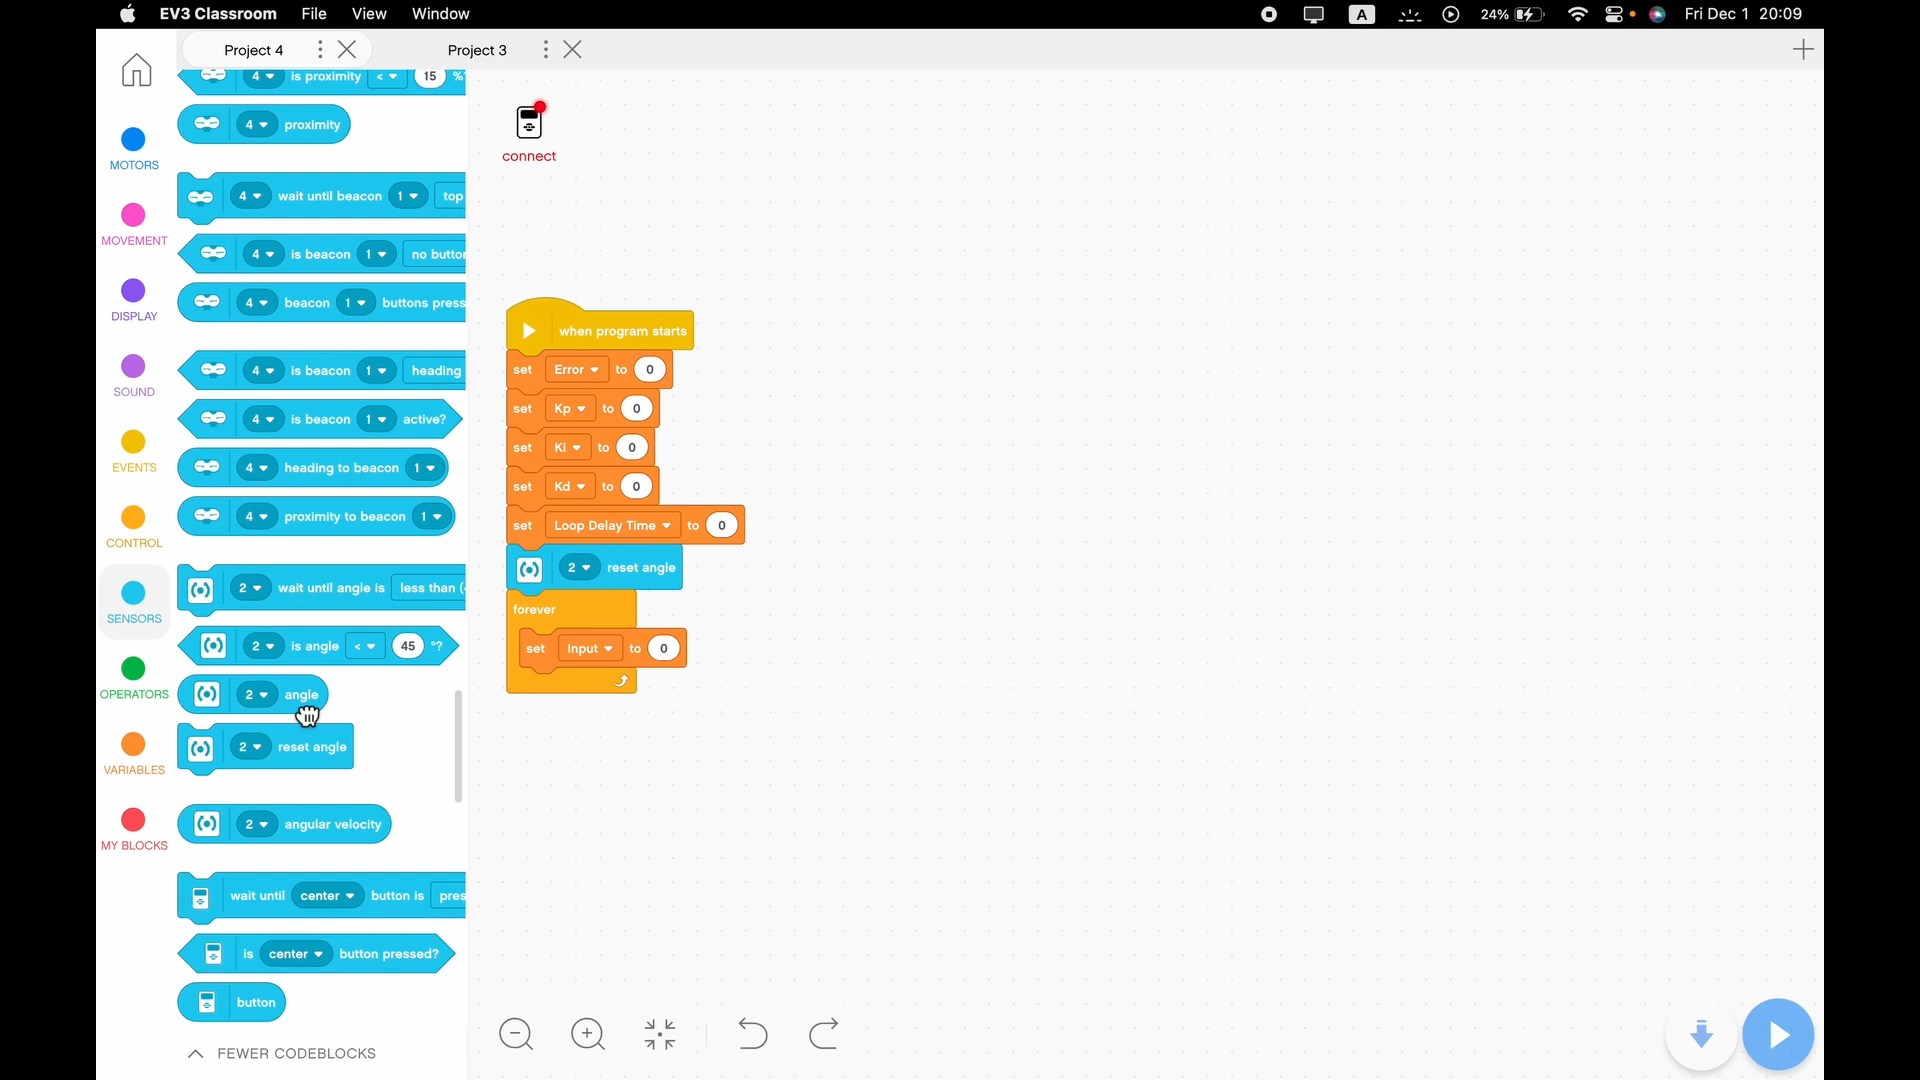 EV3 Classroom File View Window A 24% Fri Dec 1 20:09
Project 4 Project 3
4 is proximity < 15 %?
4 proximity
4 wait until beacon 1 top
4 is beacon 1 no button
4 beacon 1 buttons press
4 is beacon 1 heading
4 is beacon 1 active?
4 heading to beacon 1
4 proximity to beacon 1
2 wait until angle is less than (
2 is angle < 45 °?
2 angle
2 reset angle
2 angular velocity
wait until center button is pres
is center button pressed?
button
FEWER CODEBLOCKS
MOTORS
MOVEMENT
DISPLAY
SOUND
EVENTS
CONTROL
SENSORS
OPERATORS
VARIABLES
MY BLOCKS
connect
when program starts
set Error to 0
set Kp to 0
set Ki to 0
set Kd to 0
set Loop Delay Time to 0
2 reset angle
forever
set Input to 0